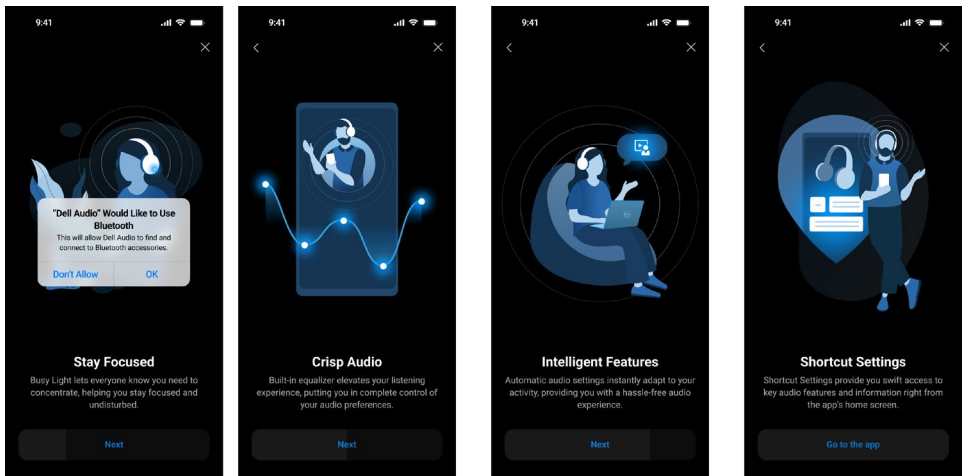 9:41
"Dell Audio" Would Like to Use
Bluetooth
This will allow Dell Audio to find and
connect to Bluetooth accessories.
Don't Allow
OK
Stay Focused
Busy Light lets everyone know you need to
concentrate, helping you stay focused and
undisturbed.
Next
9:41
Crisp Audio
Built-in equalizer elevates your listening
experience, putting you in complete control of
your audio preferences.
Next
9:41
Intelligent Features
Automatic audio settings instantly adapt to your
activity, providing you with a hassle-free audio
experience.
Next
9:41
Shortcut Settings
Shortcut Settings provide you swift access to
key audio features and information right from
the app's home screen.
Go to the app